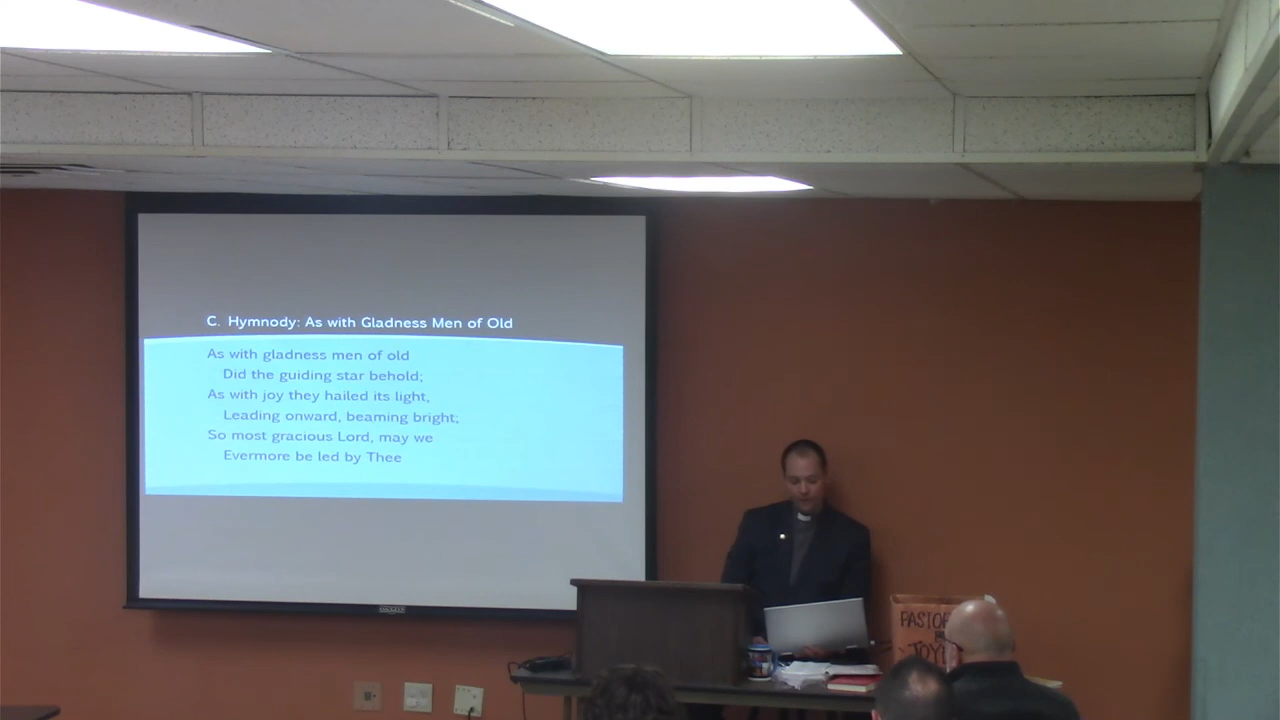 C. Hymnody: As with Gladness Men of Old
As with gladness men of old
Did the guiding star behold;
As with joy they hailed its light,
Leading onward, beaming bright;
So most gracious Lord, may we
Evermore be led by Thee